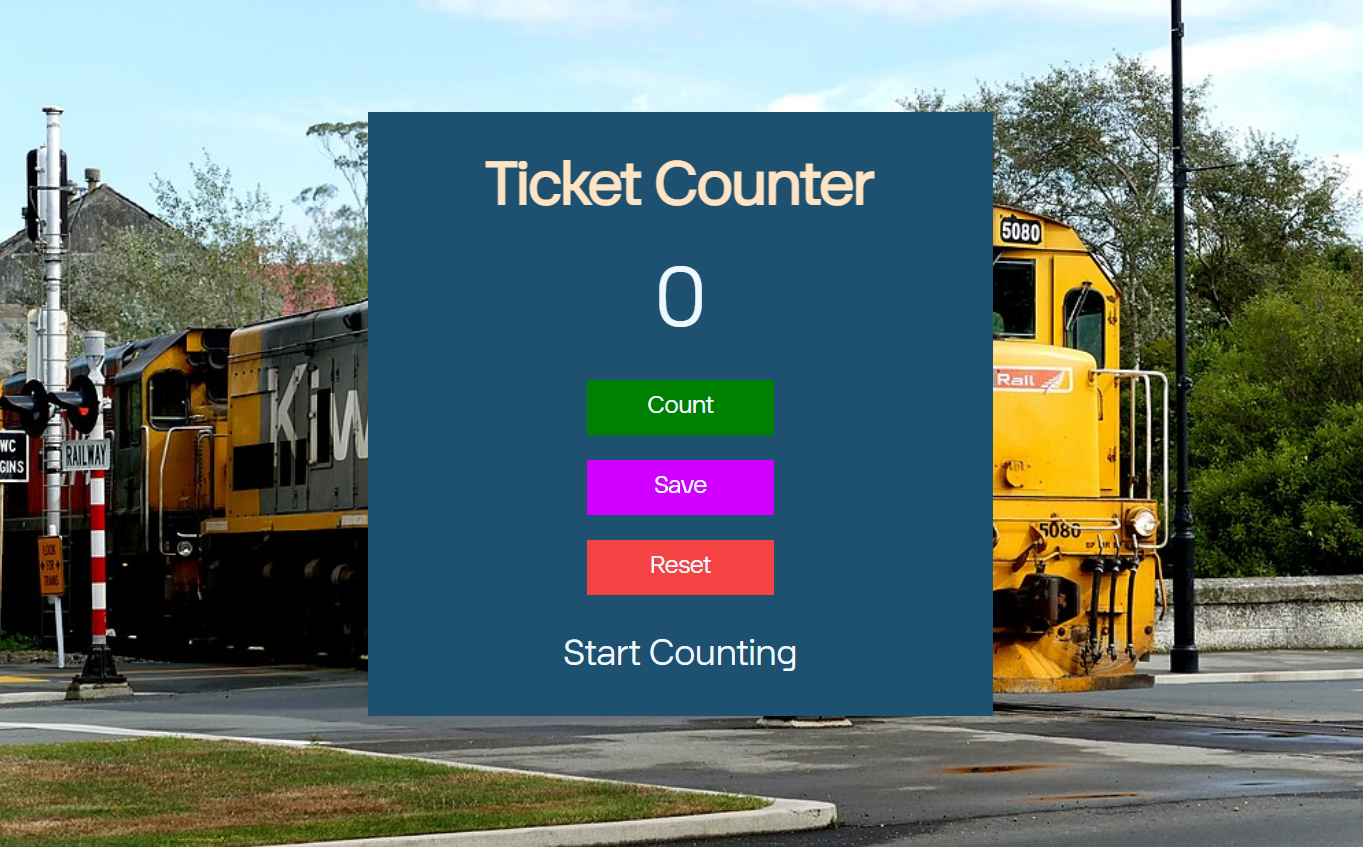 Ticket Counter
0
Count
Save
Reset
Start Counting
5080
Rail
Kiw
WC
GINS
RAILWAY
LOOK
FOR
TRAINS
5080